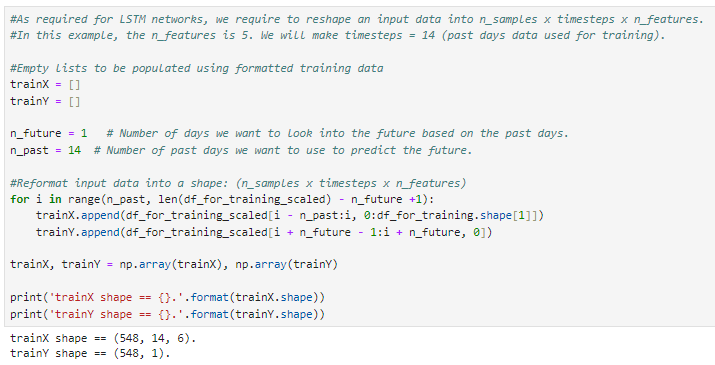 #As required for LSTM networks, we require to reshape an input data into n_samples x timesteps x n_features.
#In this example, the n_features is 5. We will make timesteps = 14 (past days data used for training).

#Empty lists to be populated using formatted training data
trainX = []
trainY = []

n_future = 1   # Number of days we want to look into the future based on the past days.
n_past = 14  # Number of past days we want to use to predict the future.

#Reformat input data into a shape: (n_samples x timesteps x n_features)
for i in range(n_past, len(df_for_training_scaled) - n_future +1):
    trainX.append(df_for_training_scaled[i - n_past:i, 0:df_for_training.shape[1]])
    trainY.append(df_for_training_scaled[i + n_future - 1:i + n_future, 0])

trainX, trainY = np.array(trainX), np.array(trainY)

print('trainX shape == {}.'.format(trainX.shape))
print('trainY shape == {}.'.format(trainY.shape))
trainX shape == (548, 14, 6).
trainY shape == (548, 1).